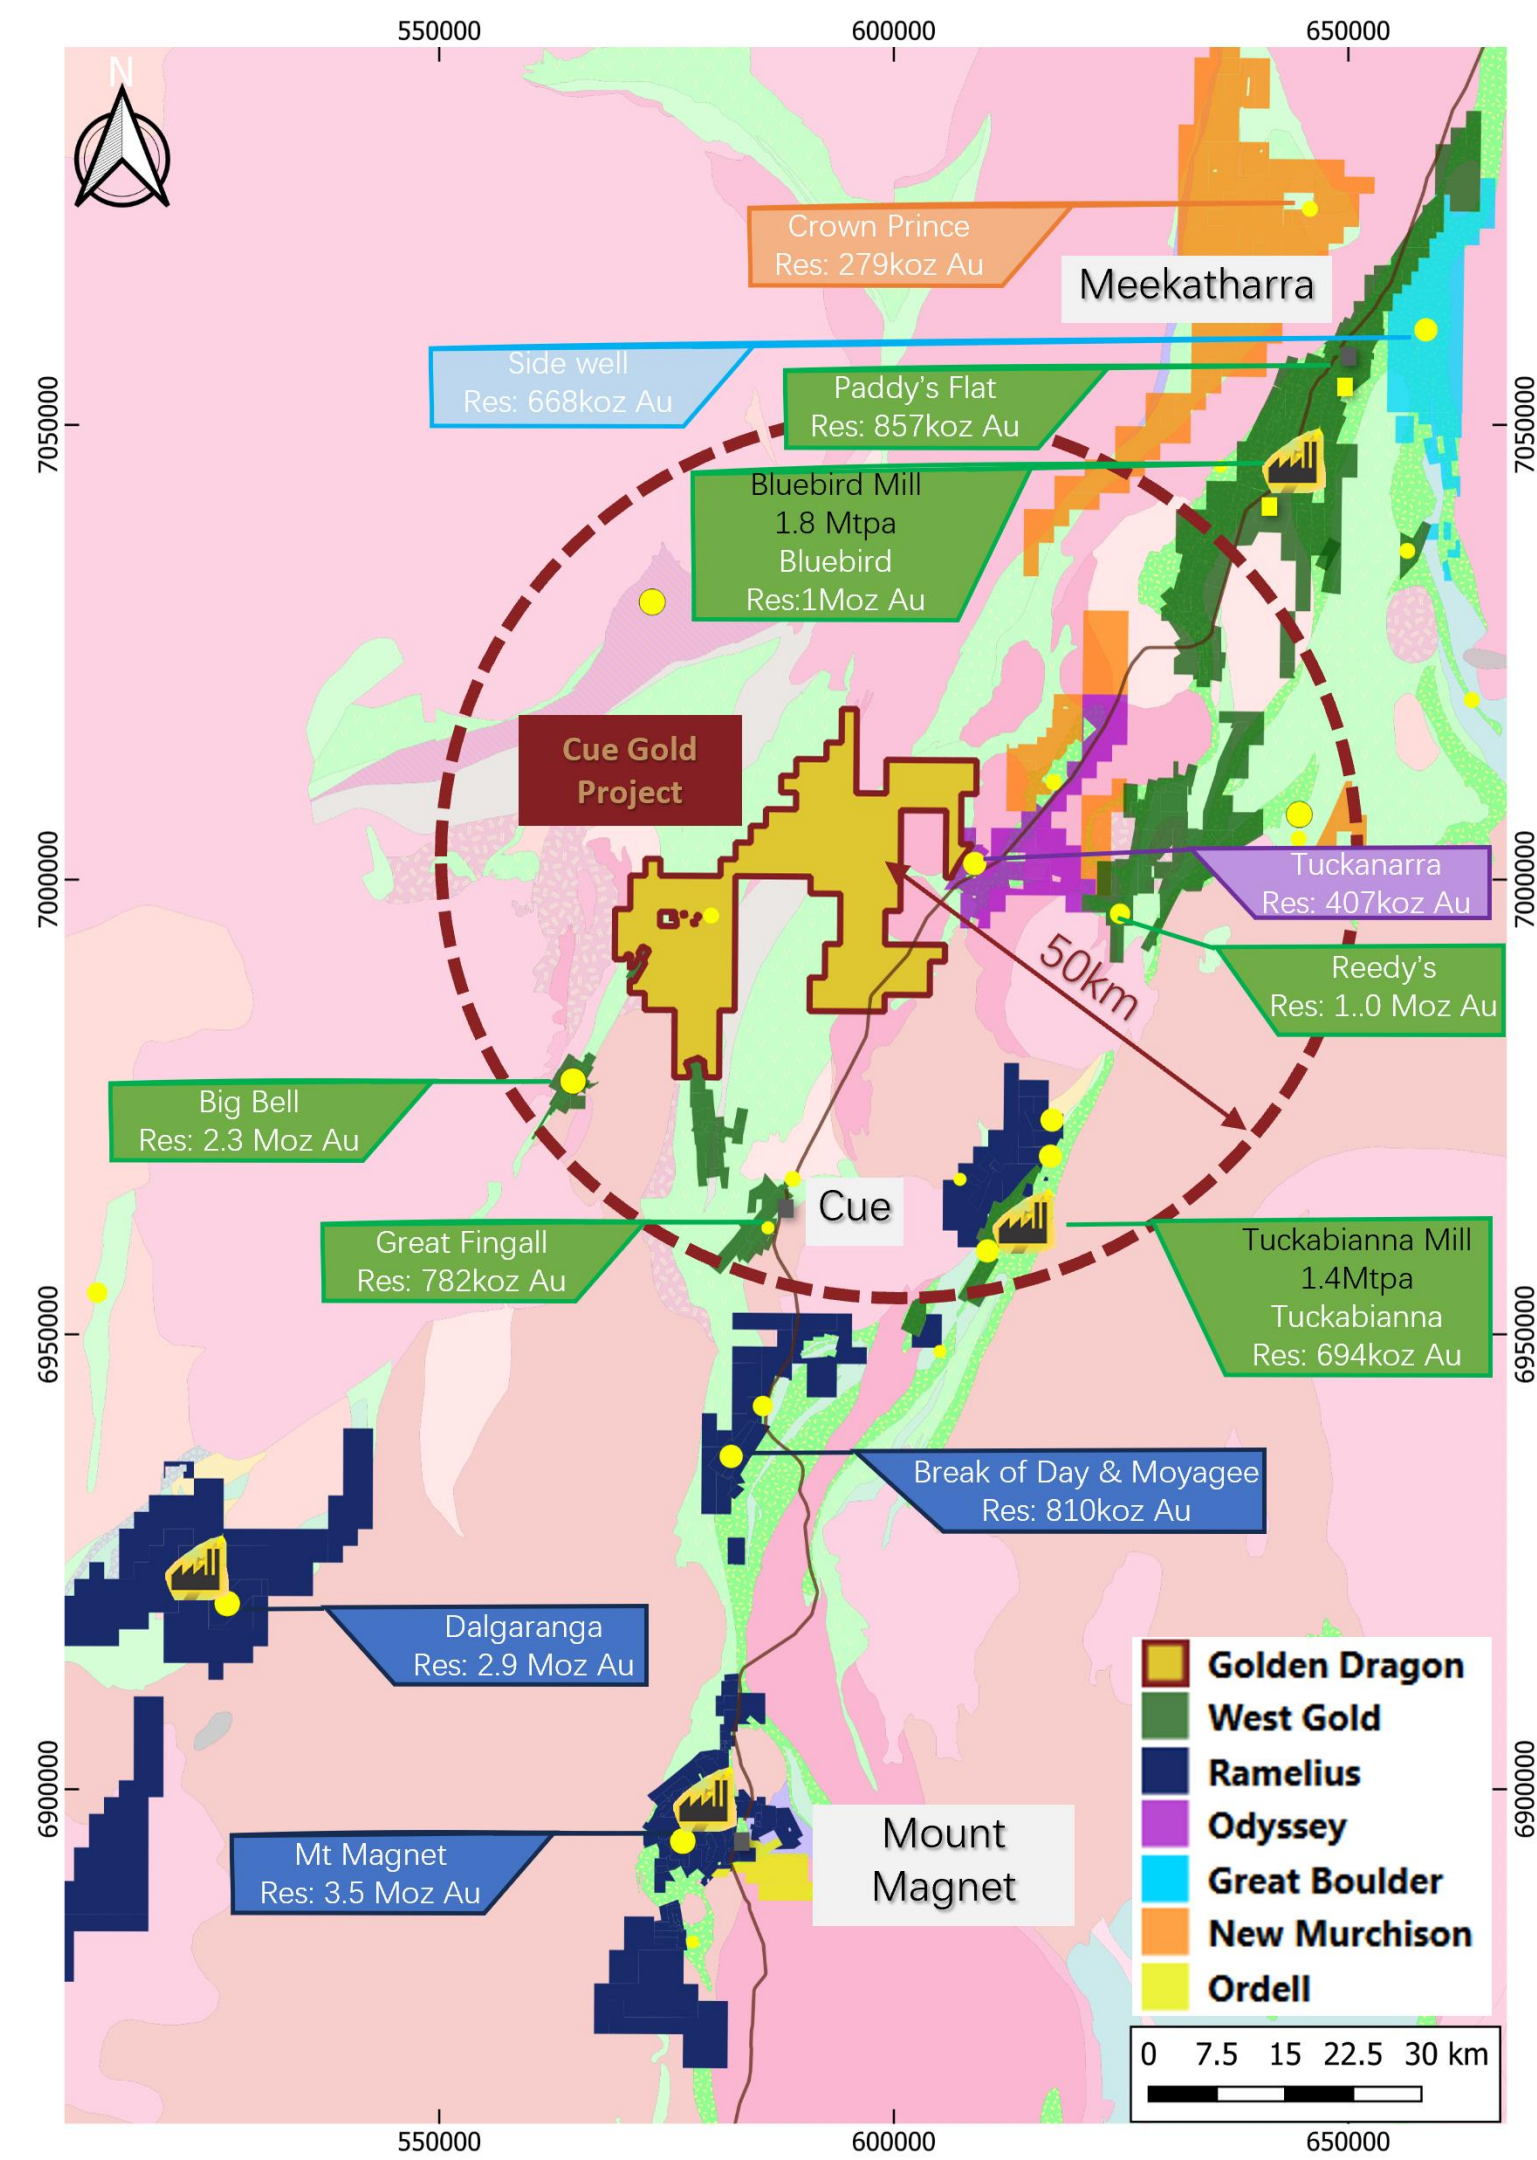 550000
600000
650000
N
Crown Prince
Res: 279koz Au
Meekatharra
Side well
Res: 668koz Au
Paddy's Flat
Res: 857koz Au
7050000
7050000
Bluebird Mill
1.8 Mtpa
Bluebird
Res:1Moz Au
Cue Gold
Project
7000000
7000000
Tuckanarra
Res: 407koz Au
50km
Reedy's
Res: 1..0 Moz Au
Big Bell
Res: 2.3 Moz Au
Cue
Great Fingall
Res: 782koz Au
Tuckabianna Mill
1.4Mtpa
Tuckabianna
Res: 694koz Au
6950000
6950000
Break of Day & Moyagee
Res: 810koz Au
Dalgaranga
Res: 2.9 Moz Au
Golden Dragon
West Gold
Ramelius
Odyssey
Great Boulder
New Murchison
Ordell
6900000
6900000
Mount
Magnet
Mt Magnet
Res: 3.5 Moz Au
0 7.5 15 22.5 30 km
550000
600000
650000